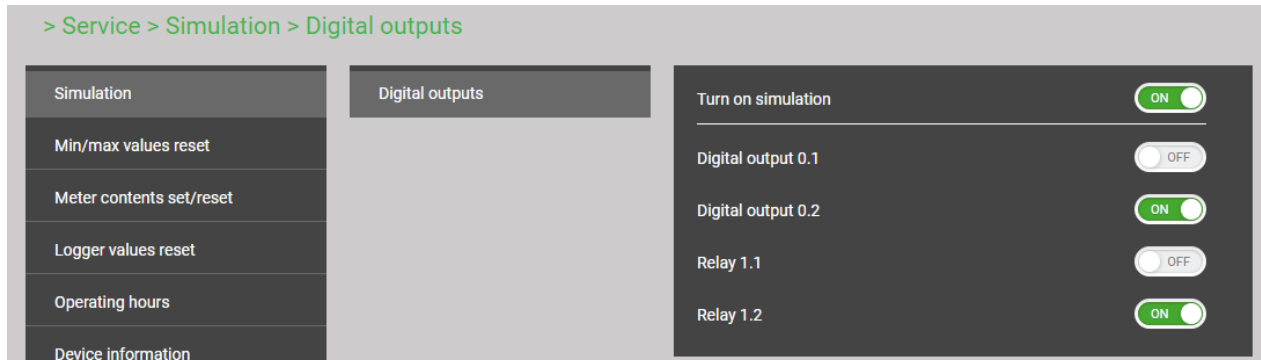 > Service > Simulation > Digital outputs
Simulation
Min/max values reset
Meter contents set/reset
Logger values reset
Operating hours
Device information
Digital outputs
Turn on simulation ON
Digital output 0.1 OFF
Digital output 0.2 ON
Relay 1.1 OFF
Relay 1.2 ON